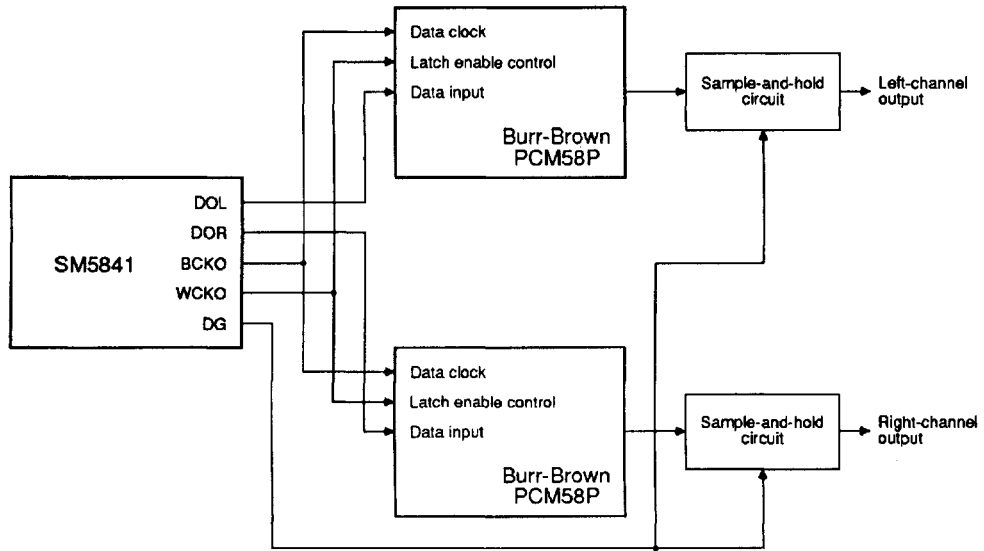 Data clock
Latch enable control
Data input
Burr-Brown
PCM58P
Sample-and-hold
circuit
Left-channel
output
SM5841
DOL
DOR
BCKO
WCKO
DG
Data clock
Latch enable control
Data input
Burr-Brown
PCM58P
Sample-and-hold
circuit
Right-channel
output